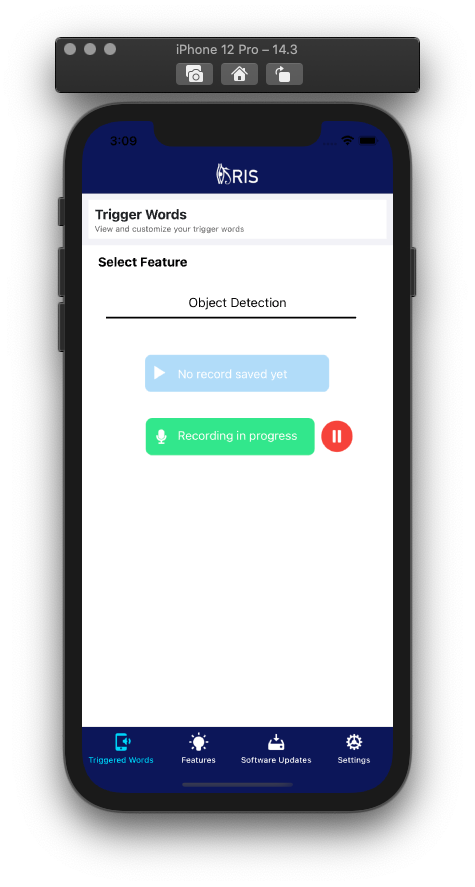 iPhone 12 Pro – 14.3
3:09
RIS
Trigger Words
View and customize your trigger words
Select Feature
Object Detection
No record saved yet
Recording in progress
Triggered Words
Features
Software Updates
Settings